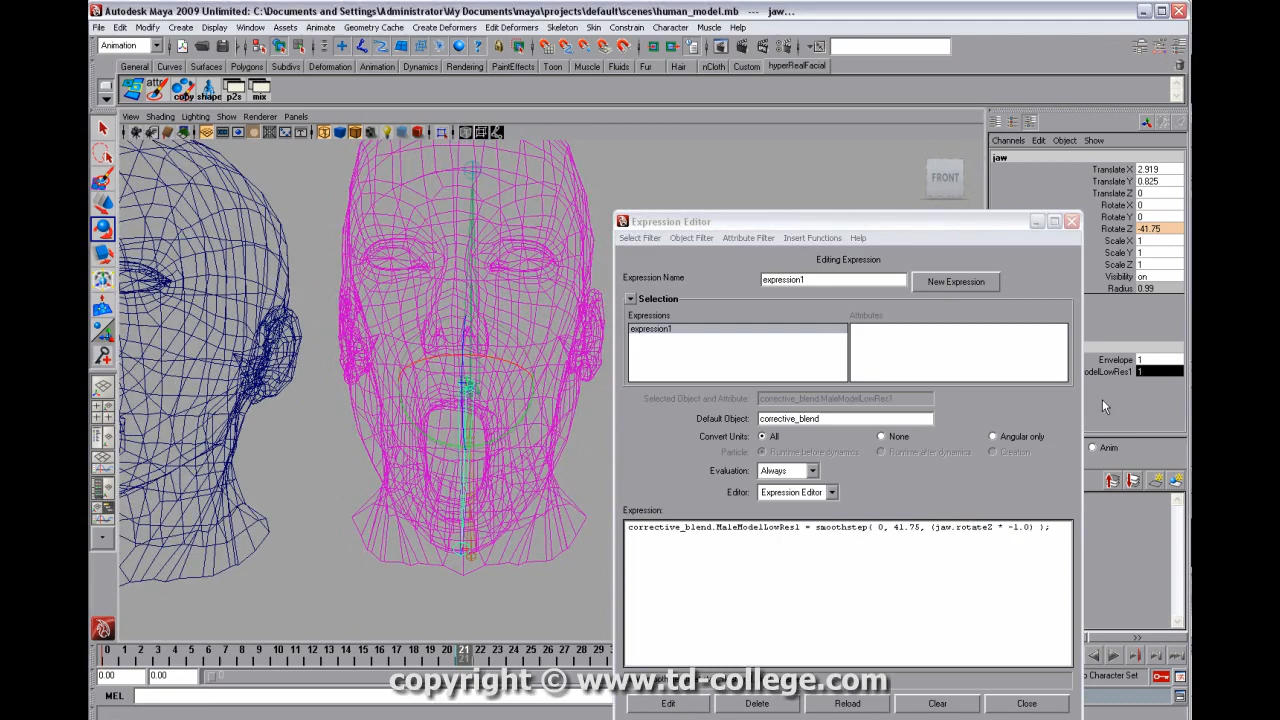 Autodesk Maya 2009 Unlimited: C:\Documents and Settings\Administrator\My Documents\maya\projects\default\scenes\human_model.mb --- jaw...
File Edit Modify Create Display Window Assets Animate Geometry Cache Create Deformers Edit Deformers Skeleton Skin Constrain Character Muscle Help
Animation
General Curves Surfaces Polygons Subdivs Deformation Animation Dynamics Rendering PaintEffects Toon Muscle Fluids Fur Hair nCloth Custom hyperRealFacial
attr copy shape p2s mix
View Shading Lighting Show Renderer Panels
Channels Edit Object Show
jaw
Translate X 2.919
Translate Y 0.825
Translate Z 0
Rotate X 0
Rotate Y 0
Rotate Z -41.75
Scale X 1
Scale Y 1
Scale Z 1
Visibility on
Radius 0.99
FRONT
Expression Editor
Select Filter Object Filter Attribute Filter Insert Functions Help
Editing Expression
Expression Name expression1 New Expression
Selection
Expressions Attributes
expression1
Envelope 1
odelLowRes1 1
Selected Object and Attribute: corrective_blend.MaleModelLowRes1
Default Object: corrective_blend
Convert Units: All None Angular only
Particle: Runtime before dynamics Runtime after dynamics Creation
Anim
Evaluation: Always
Editor: Expression Editor
Expression:
corrective_blend.MaleModelLowRes1 = smoothstep( 0, 41.75, (jaw.rotateZ * -1.0) );
0 1 2 3 4 5 6 7 8 9 10 11 12 13 14 15 16 17 18 19 20 21 22 23 24 25 26 27 28 29
21
0.00 0.00
Character Set
copyright © www.td-college.com
MEL
Edit Delete Reload Clear Close